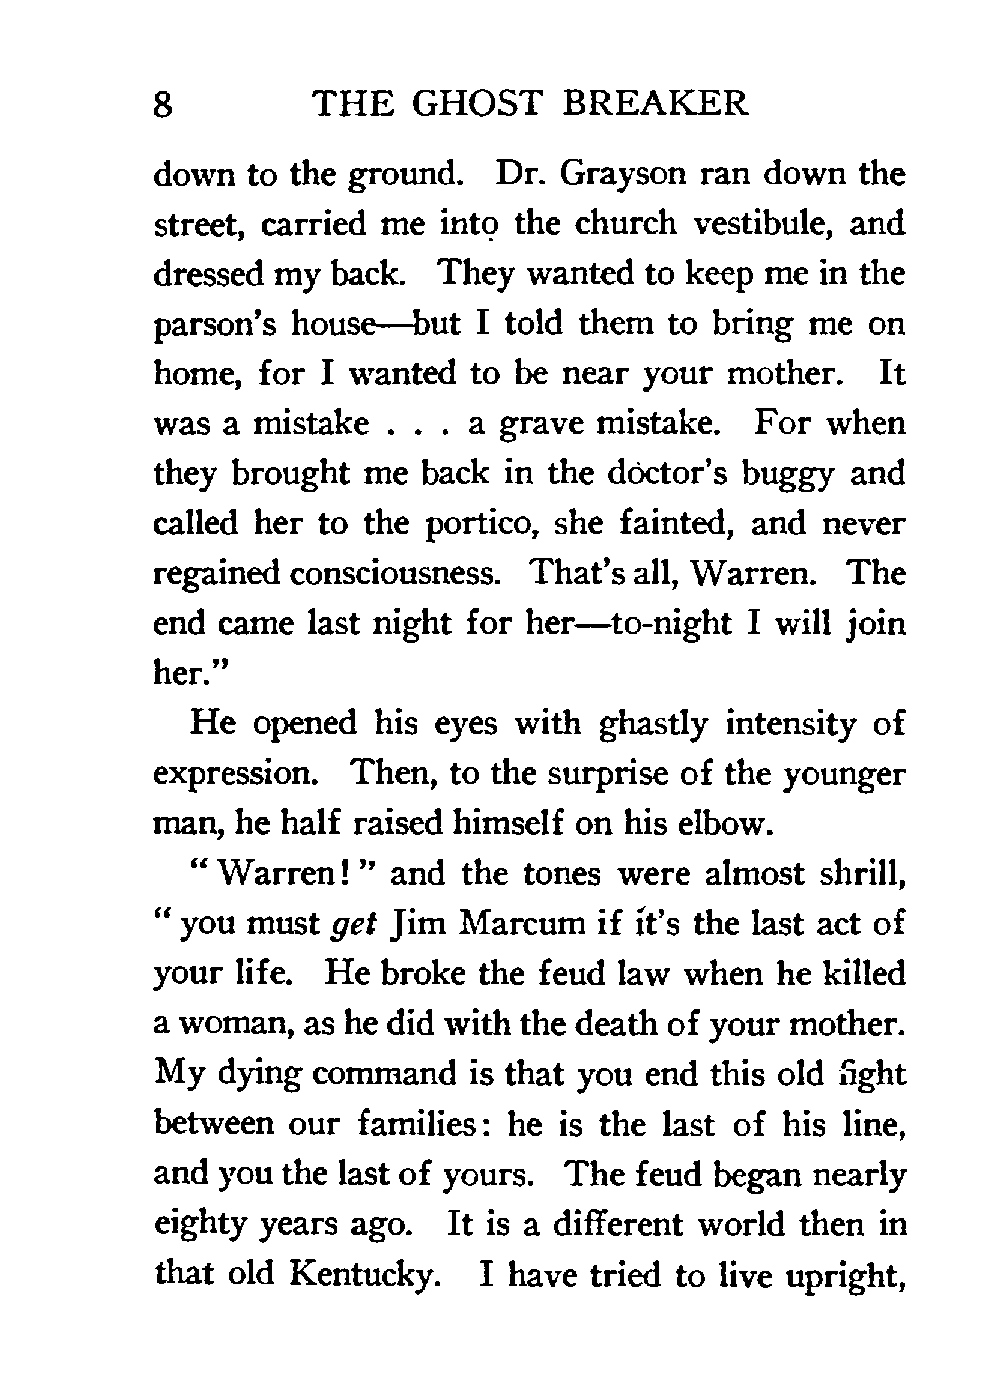 8 THE GHOST BREAKER
down to the ground. Dr. Grayson ran down the
street, carried me into the church vestibule, and
dressed my back. They wanted to keep me in the
parson's house—but I told them to bring me on
home, for I wanted to be near your mother. It
was a mistake . . . a grave mistake. For when
they brought me back in the doctor's buggy and
called her to the portico, she fainted, and never
regained consciousness. That's all, Warren. The
end came last night for her—to-night I will join
her."
He opened his eyes with ghastly intensity of
expression. Then, to the surprise of the younger
man, he half raised himself on his elbow.
"Warren!" and the tones were almost shrill,
"you must get Jim Marcum if it's the last act of
your life. He broke the feud law when he killed
a woman, as he did with the death of your mother.
My dying command is that you end this old fight
between our families: he is the last of his line,
and you the last of yours. The feud began nearly
eighty years ago. It is a different world then in
that old Kentucky. I have tried to live upright,